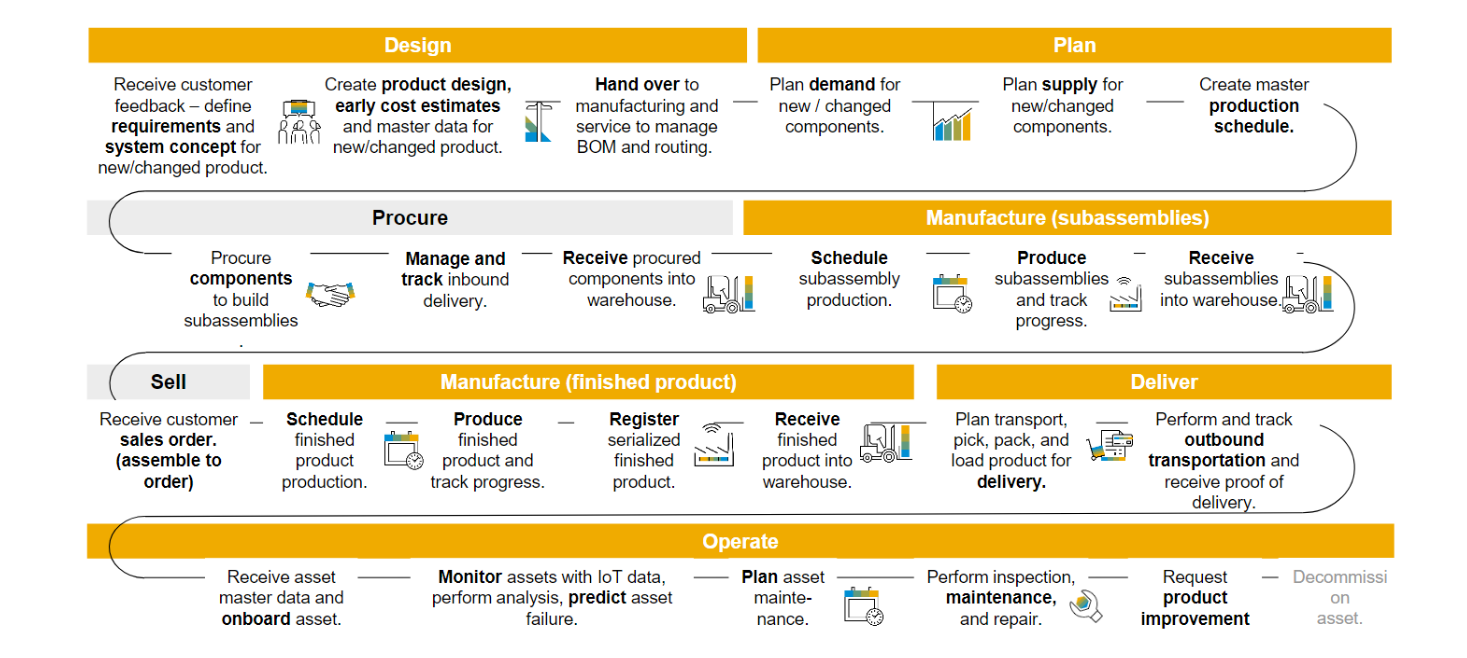 Design
Plan
Receive customer
feedback – define
requirements and
system concept for
new/changed product.
Create product design,
early cost estimates
and master data for
new/changed product.
Hand over to
manufacturing and
service to manage
BOM and routing.
Plan demand for
new / changed
components.
Plan supply for
new/changed
components.
Create master
production
schedule.
Procure
Manufacture (subassemblies)
Procure
components
to build
subassemblies
.
Manage and
track inbound
delivery.
Receive procured
components into
warehouse.
Schedule
subassembly
production.
Produce
subassemblies
and track
progress.
Receive
subassemblies
into warehouse.
Sell
Manufacture (finished product)
Deliver
Receive customer
sales order.
(assemble to
order)
Schedule
finished
product
production.
Produce
finished
product and
track progress.
Register
serialized
finished
product.
Receive
finished
product into
warehouse.
Plan transport,
pick, pack, and
load product for
delivery.
Perform and track
outbound
transportation and
receive proof of
delivery.
Operate
Receive asset
master data and
onboard asset.
Monitor assets with IoT data,
perform analysis, predict asset
failure.
Plan asset
mainte-
nance.
Perform inspection,
maintenance,
and repair.
Request
product
improvement
Decommissi
on
asset.